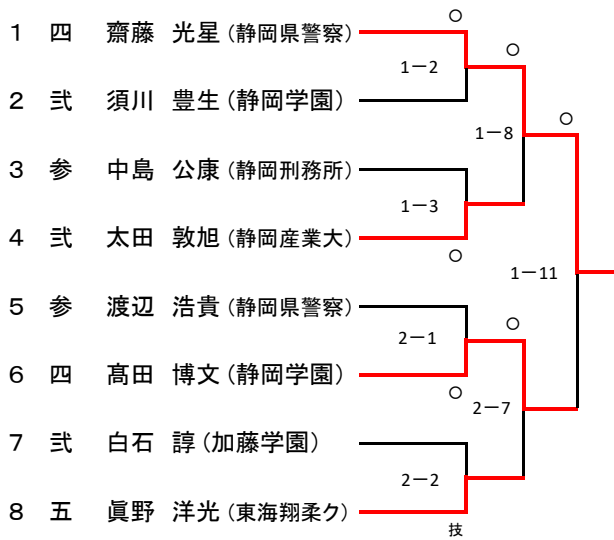 ○
1 四 齋藤 光星(静岡県警察)
○
1－2
2 弐 須川 豊生(静岡学園)
○
1－8
3 参 中島 公康(静岡刑務所)
1－3
4 弐 太田 敦旭(静岡産業大)
○
1－11
5 参 渡辺 浩貴(静岡県警察)
○
2－1
6 四 髙田 博文(静岡学園)
○
2－7
7 弐 白石 諄(加藤学園)
2－2
8 五 眞野 洋光(東海翔柔ク)
技